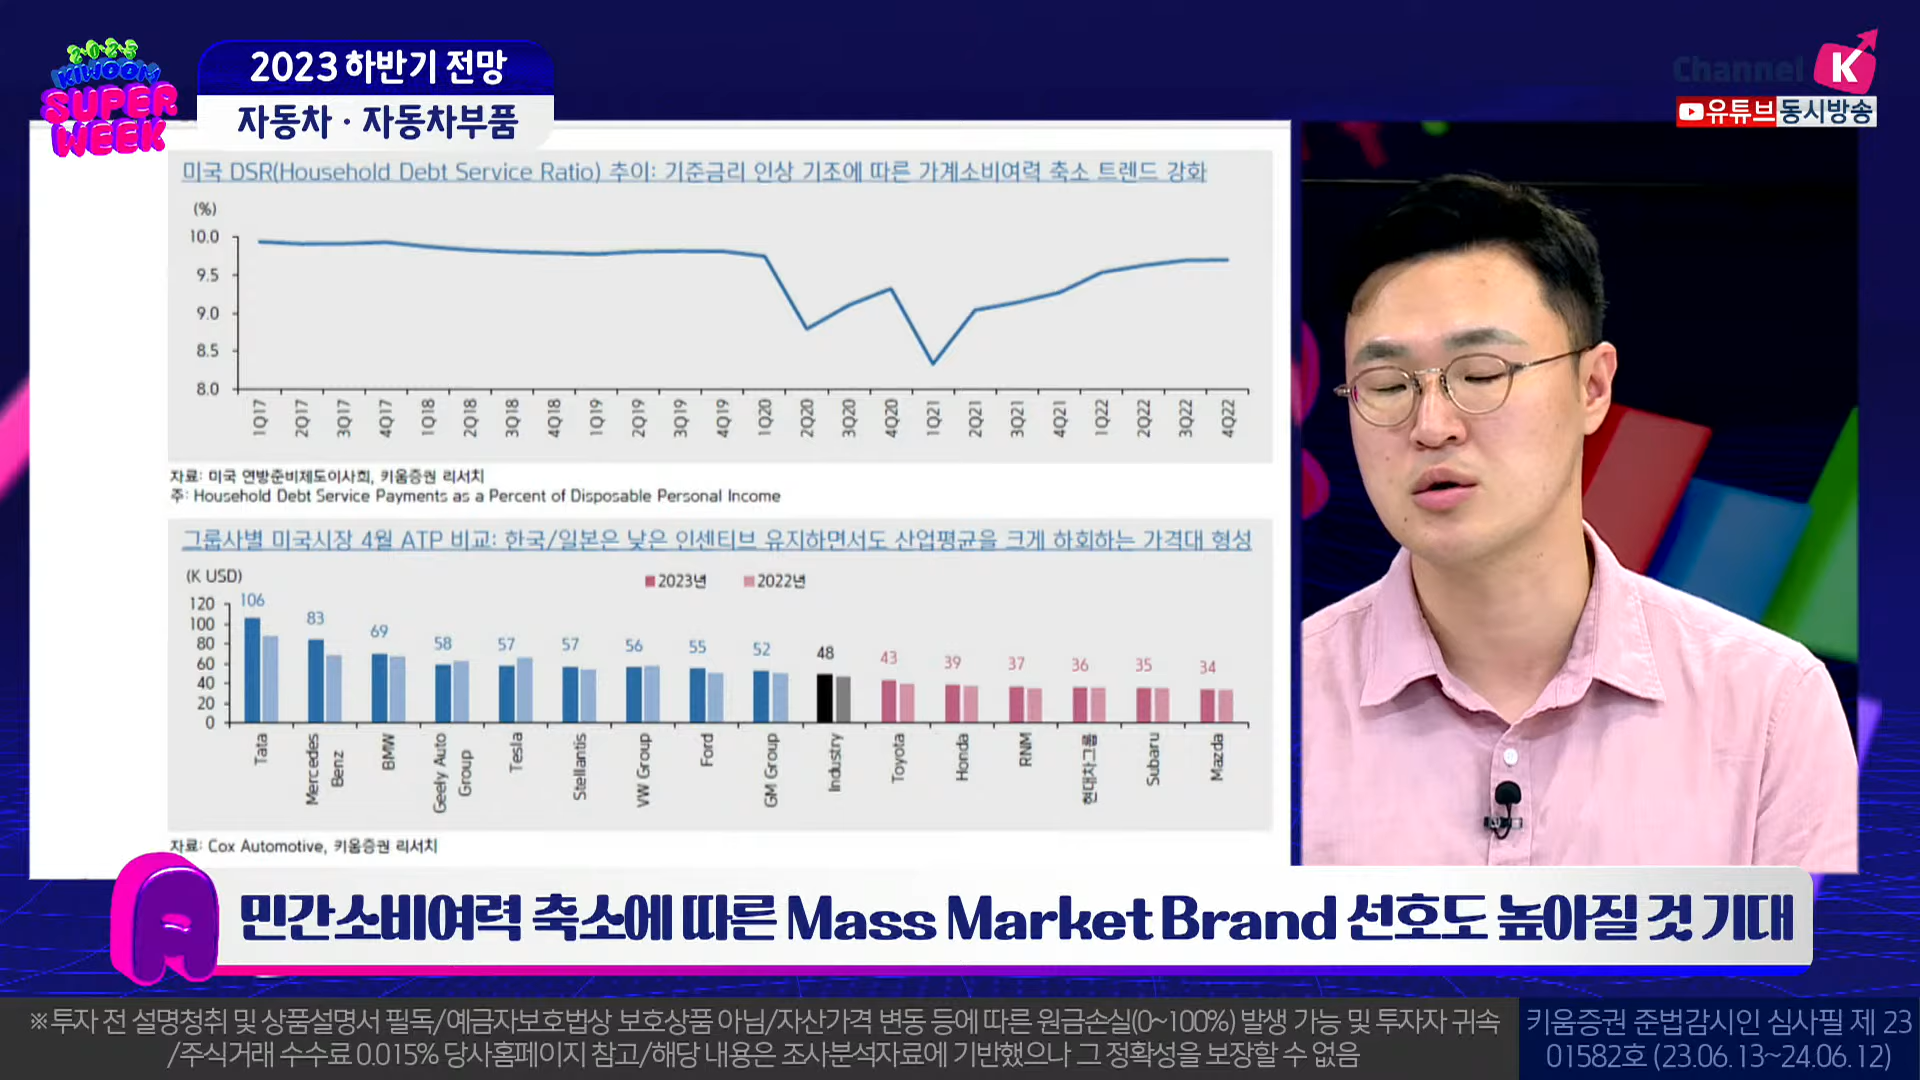 2023
KIWOOM
SUPER
WEEK
2023 하반기 전망
자동차 · 자동차부품
Channel K
유튜브 동시방송
미국 DSR(Household Debt Service Ratio) 추이: 기준금리 인상 기조에 따른 가계소비여력 축소 트렌드 강화
(%)
10.0
9.5
9.0
8.5
8.0
1Q17 2Q17 3Q17 4Q17 1Q18 2Q18 3Q18 4Q18 1Q19 2Q19 3Q19 4Q19 1Q20 2Q20 3Q20 4Q20 1Q21 2Q21 3Q21 4Q21 1Q22 2Q22 3Q22 4Q22
자료: 미국 연방준비제도이사회, 키움증권 리서치
주: Household Debt Service Payments as a Percent of Disposable Personal Income
그룹사별 미국시장 4월 ATP 비교: 한국/일본은 낮은 인센티브 유지하면서도 산업평균을 크게 하회하는 가격대 형성
(K USD)
2023년 2022년
120
100
80
60
40
20
0
106 83 69 58 57 57 56 55 52 48 43 39 37 36 35 34
Tata
Mercedes Benz
BMW
Geely Auto Group
Tesla
Stellantis
VW Group
Ford
GM Group
Industry
Toyota
Honda
RNM
현대차그룹
Subaru
Mazda
자료: Cox Automotive, 키움증권 리서치
A
민간소비여력 축소에 따른 Mass Market Brand 선호도 높아질 것 기대
※투자 전 설명청취 및 상품설명서 필독/예금자보호법상 보호상품 아님/자산가격 변동 등에 따른 원금손실(0~100%) 발생 가능 및 투자자 귀속
/주식거래 수수료 0.015% 당사홈페이지 참고/해당 내용은 조사분석자료에 기반했으나 그 정확성을 보장할 수 없음
키움증권 준법감시인 심사필 제 23
01582호 (23.06.13~24.06.12)